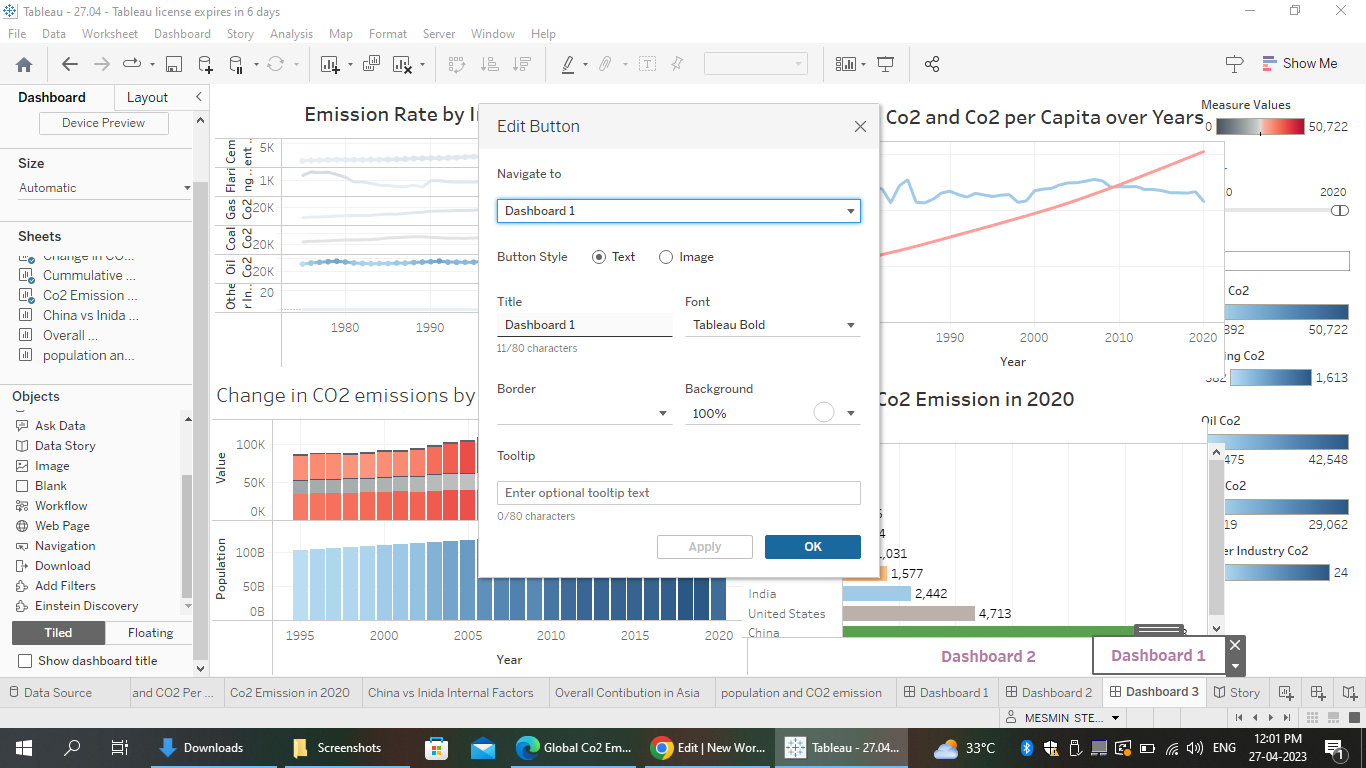 Tableau - 27.04 - Tableau license expires in 6 days
File Data Worksheet Dashboard Story Analysis Map Format Server Window Help
Show Me
Dashboard Layout
Device Preview
Size
Automatic
Sheets
Change in CO...
Cummulative ...
Co2 Emission ...
China vs Inida ...
Overall ...
population an...
Objects
Ask Data
Data Story
Image
Blank
Workflow
Web Page
Navigation
Download
Add Filters
Einstein Discovery
Tiled Floating
Show dashboard title
Emission Rate by In
Cem ent ...
5K
Flari ng...
1K
Gas Co2
20K
Coal Co2
20K
Oil Co2
20K
Othe r In...
20
1980 1990
Edit Button
Navigate to
Dashboard 1
Button Style Text Image
Title Font
Dashboard 1 Tableau Bold
11/80 characters
Border Background
100%
Tooltip
Enter optional tooltip text
0/80 characters
Apply OK
Co2 and Co2 per Capita over Years
1990 2000 2010 2020
Year
Measure Values
0 50,722
0 2020
Co2
392 50,722
ing Co2
382 1,613
Oil Co2
475 42,548
Co2
19 29,062
er Industry Co2
24
Change in CO2 emissions by
Value
100K
50K
0K
Population
100B
50B
0B
1995 2000 2005 2010 2015 2020
Year
Co2 Emission in 2020
1,031
1,577
India 2,442
United States 4,713
China
Dashboard 2 Dashboard 1
Data Source and CO2 Per ... Co2 Emission in 2020 China vs Inida Internal Factors Overall Contibution in Asia population and CO2 emission Dashboard 1 Dashboard 2 Dashboard 3 Story
MESMIN STE...
Downloads Screenshots Global Co2 Em... Edit | New Wor... Tableau - 27.04... 33°C ENG 12:01 PM
27-04-2023
1